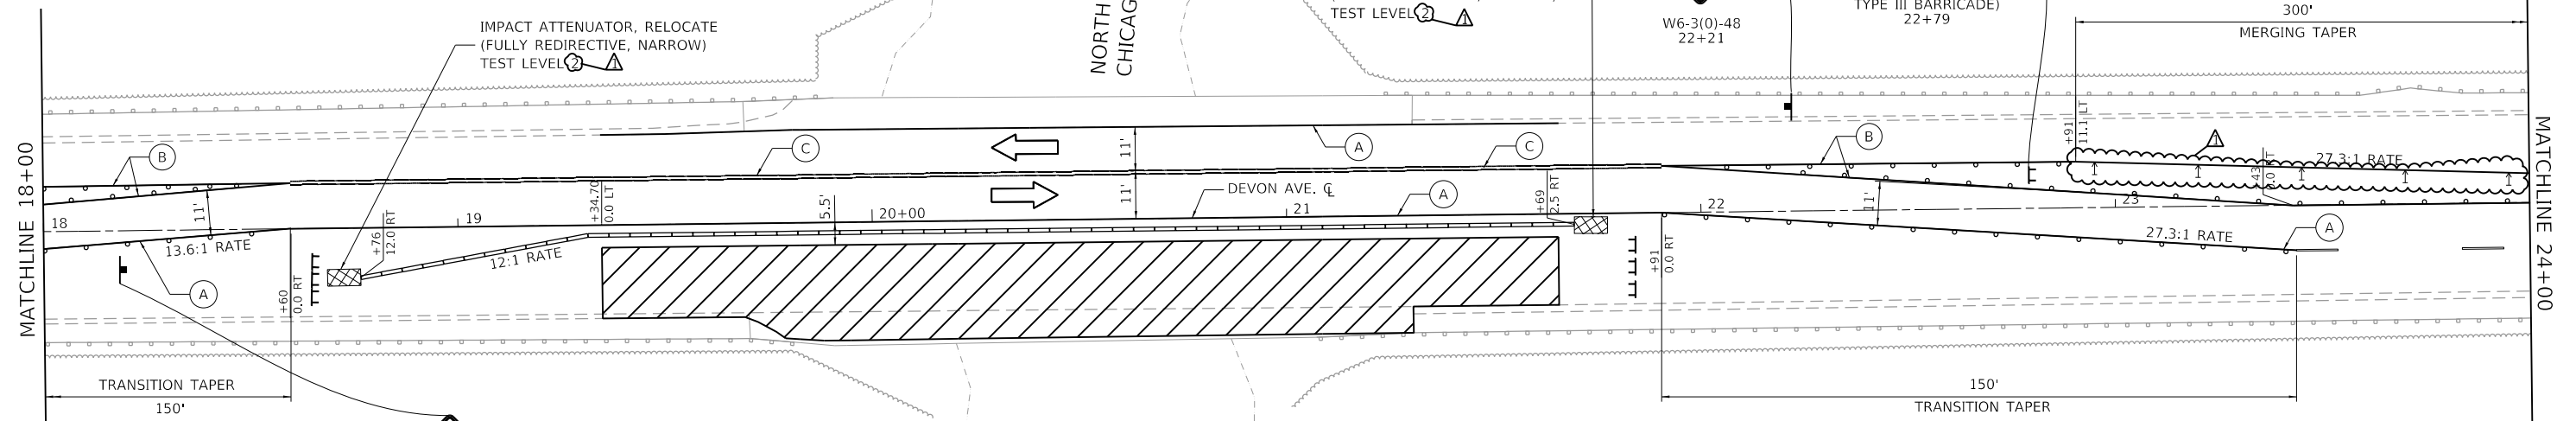 IMPACT ATTENUATOR, RELOCATE
(FULLY REDIRECTIVE, NARROW)
TEST LEVEL 2 1
NORTH
CHICAG
TEST LEVEL 2 1
W6-3(0)-48
22+21
TYPE III BARRICADE)
22+79
300'
MERGING TAPER
MATCHLINE 18+00
B
C
A
C
B
1
+91
11.1 LT
27.3:1 RATE
+43
0.0 RT
MATCHLINE 24+00
11'
11'
11'
11'
DEVON AVE. ℄
A
18
19
20+00
21
22
23
13.6:1 RATE
A
+60
0.0 RT
+76
12.0 RT
12:1 RATE
+34.70
0.0 LT
5.5'
+69
2.5 RT
+91
0.0 RT
27.3:1 RATE
A
TRANSITION TAPER
150'
150'
TRANSITION TAPER